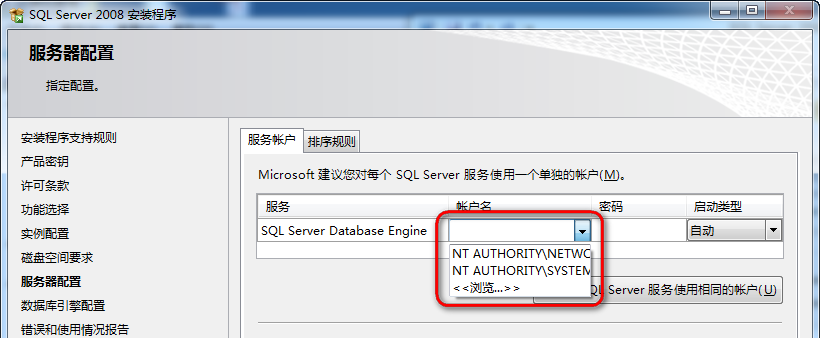 SQL Server 2008 安装程序
服务器配置
指定配置。
安装程序支持规则
产品密钥
许可条款
功能选择
实例配置
磁盘空间要求
服务器配置
数据库引擎配置
错误和使用情况报告
服务帐户 排序规则
Microsoft 建议您对每个 SQL Server 服务使用一个单独的帐户(M)。
服务 帐户名 密码 启动类型
SQL Server Database Engine 自动
NT AUTHORITY\NETWO
NT AUTHORITY\SYSTEM
<<浏览...>>
QL Server 服务使用相同的帐户(U)